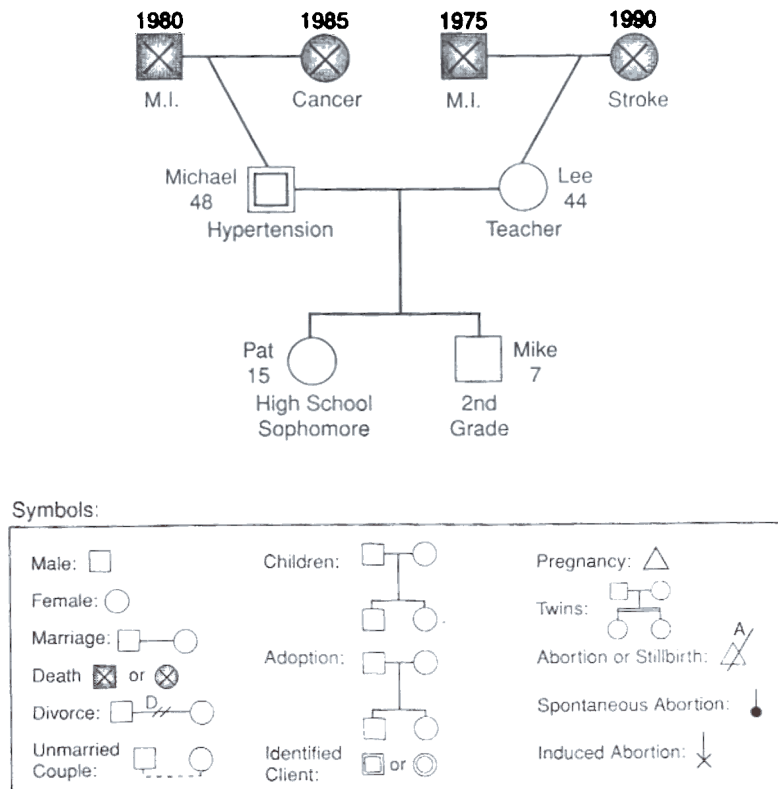 1980 1985 1975 1990
M.I. Cancer M.I. Stroke
Michael
48
Hypertension
Lee
44
Teacher
Pat
15
High School
Sophomore
Mike
7
2nd
Grade
Symbols:
Male:
Female:
Marriage:
Death or
Divorce: D
Unmarried
Couple:
Children:
Adoption:
Identified
Client: or
Pregnancy:
Twins:
Abortion or Stillbirth: A
Spontaneous Abortion:
Induced Abortion: